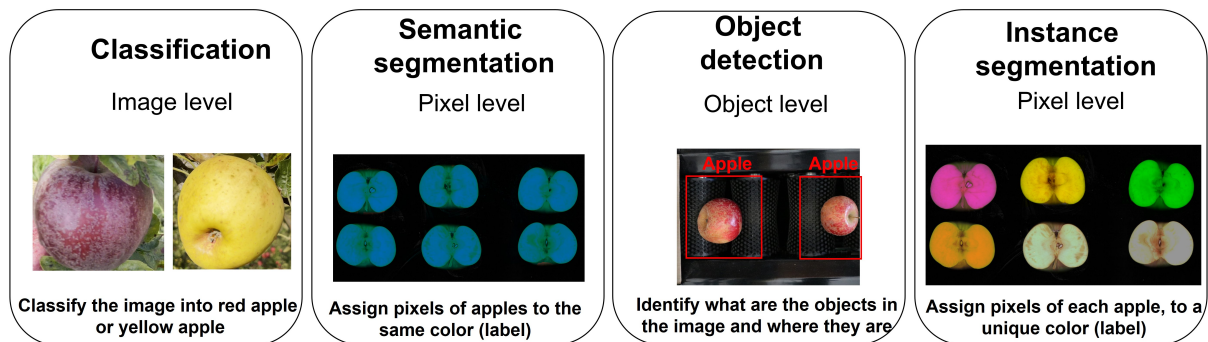 Classification
Image level
Classify the image into red apple
or yellow apple
Semantic
segmentation
Pixel level
Assign pixels of apples to the
same color (label)
Object
detection
Object level
Apple
Apple
Identify what are the objects in
the image and where they are
Instance
segmentation
Pixel level
Assign pixels of each apple, to a
unique color (label)